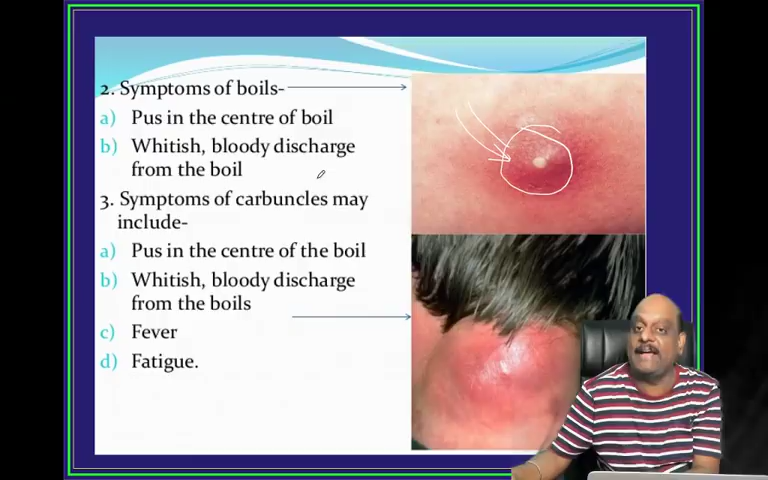 2. Symptoms of boils-
a) Pus in the centre of boil
b) Whitish, bloody discharge
from the boil
3. Symptoms of carbuncles may
include-
a) Pus in the centre of the boil
b) Whitish, bloody discharge
from the boils
c) Fever
d) Fatigue.